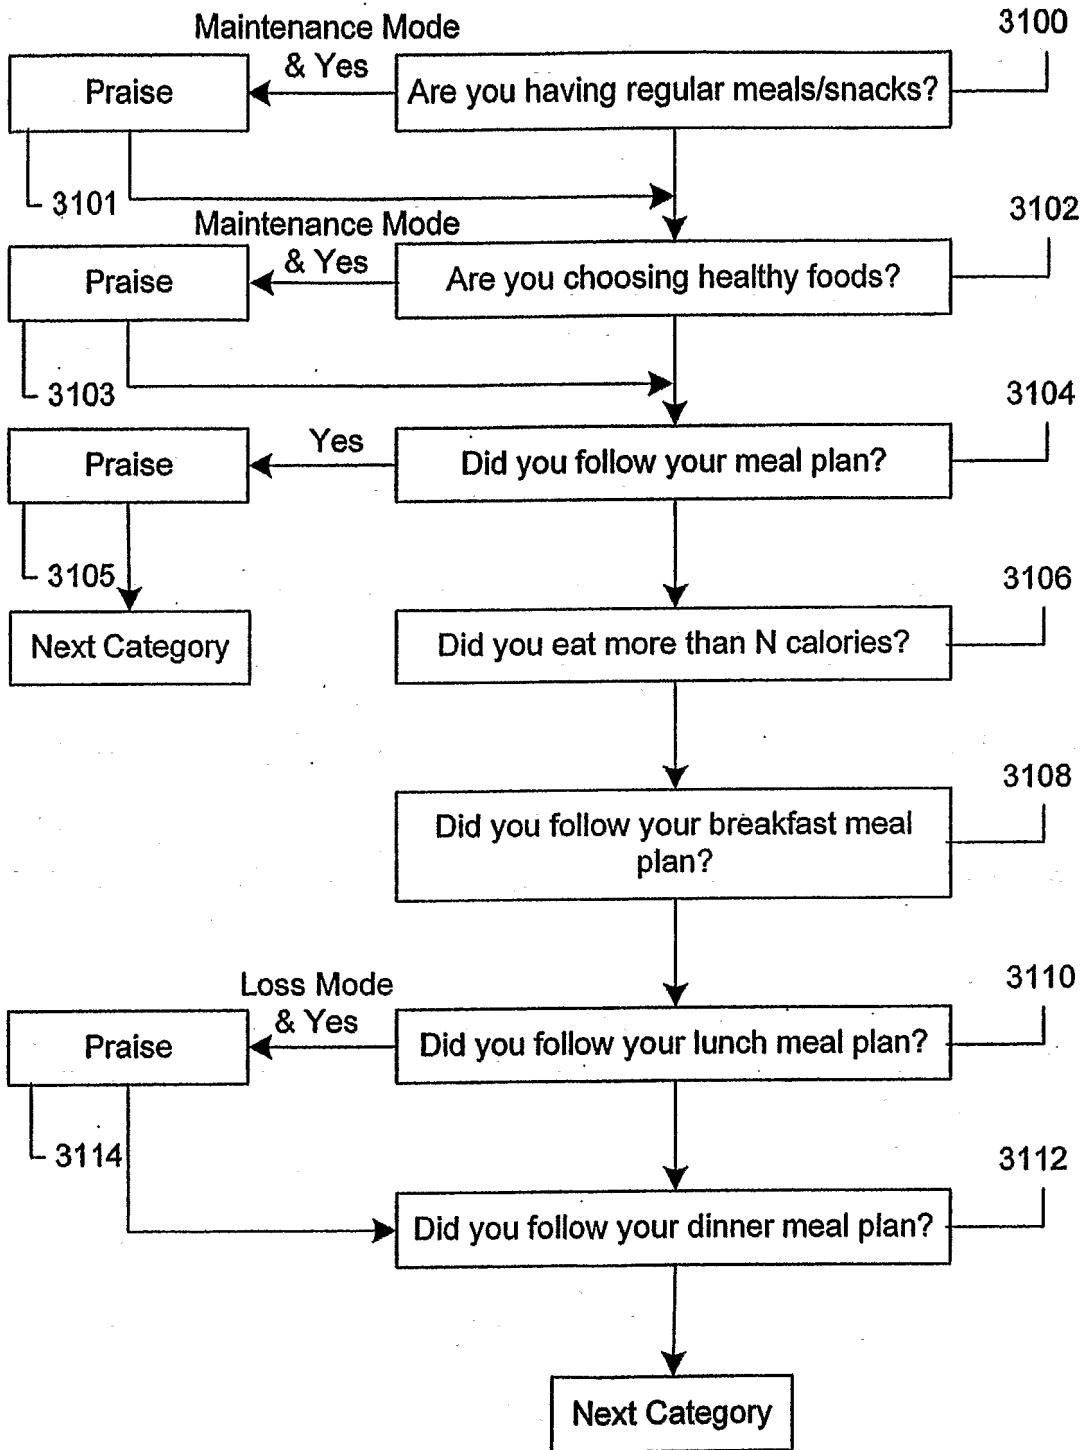 3100
Maintenance Mode
& Yes
Praise
Are you having regular meals/snacks?
3101
3102
Maintenance Mode
& Yes
Praise
Are you choosing healthy foods?
3103
3104
Yes
Praise
Did you follow your meal plan?
3105
3106
Next Category
Did you eat more than N calories?
3108
Did you follow your breakfast meal
plan?
3110
Loss Mode
& Yes
Praise
Did you follow your lunch meal plan?
3114
3112
Did you follow your dinner meal plan?
Next Category